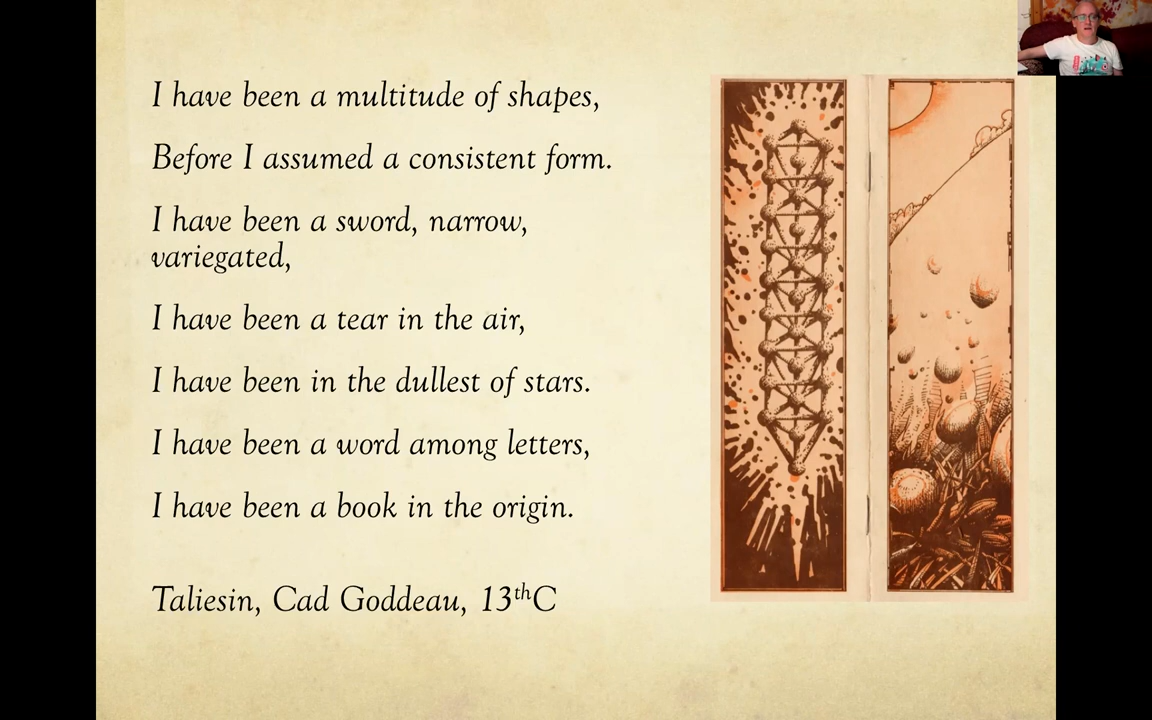 I have been a multitude of shapes,
Before I assumed a consistent form.
I have been a sword, narrow,
variegated,
I have been a tear in the air,
I have been in the dullest of stars.
I have been a word among letters,
I have been a book in the origin.
Taliesin, Cad Goddeau, 13thC